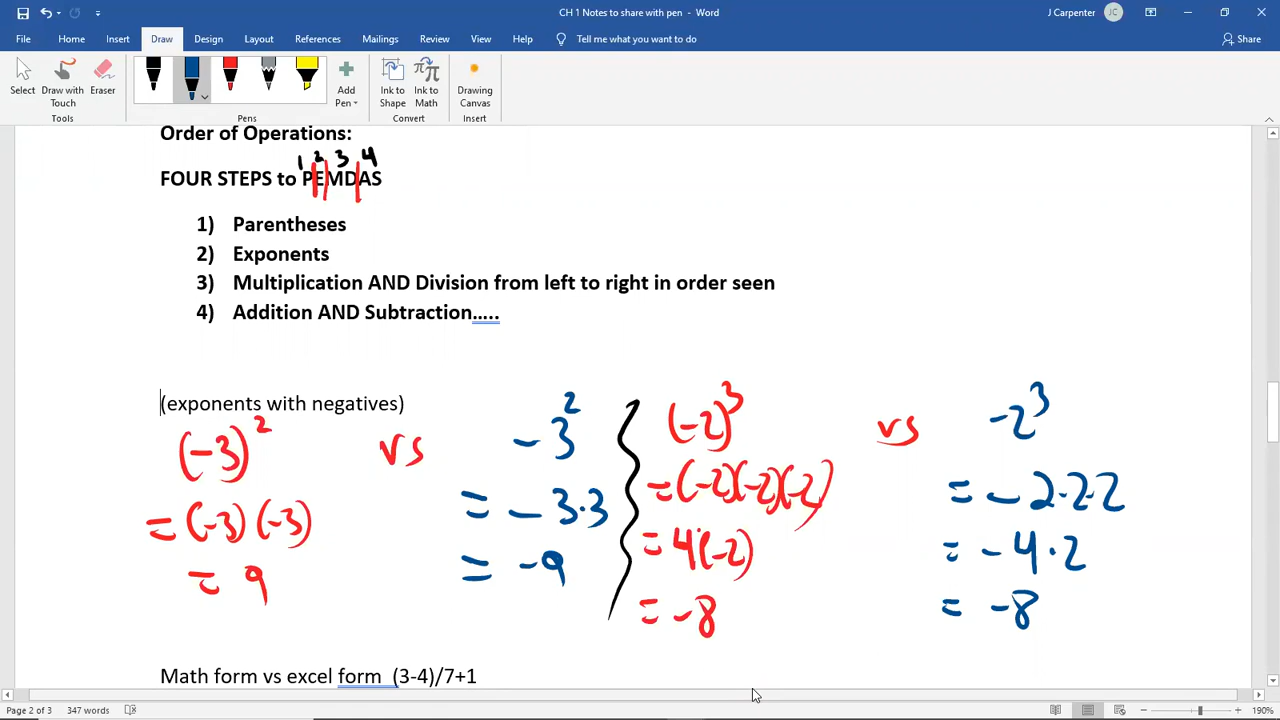 CH 1 Notes to share with pen - Word
J Carpenter JC
File Home Insert Draw Design Layout References Mailings Review View Help Tell me what you want to do Share
Select Draw with Touch Eraser Add Pen Ink to Shape Ink to Math Drawing Canvas
Tools Pens Convert Insert
Order of Operations:
1 2 3 4
FOUR STEPS to PEMDAS
1) Parentheses
2) Exponents
3) Multiplication AND Division from left to right in order seen
4) Addition AND Subtraction…..
(exponents with negatives)
(-3)² vs -3² (-2)³ vs -2³
= (-3)(-3) = -3·3 = (-2)(-2)(-2) = -2·2·2
= 9 = -9 = 4(-2) = -4·2
= -8 = -8
Math form vs excel form (3-4)/7+1
Page 2 of 3 347 words 190%